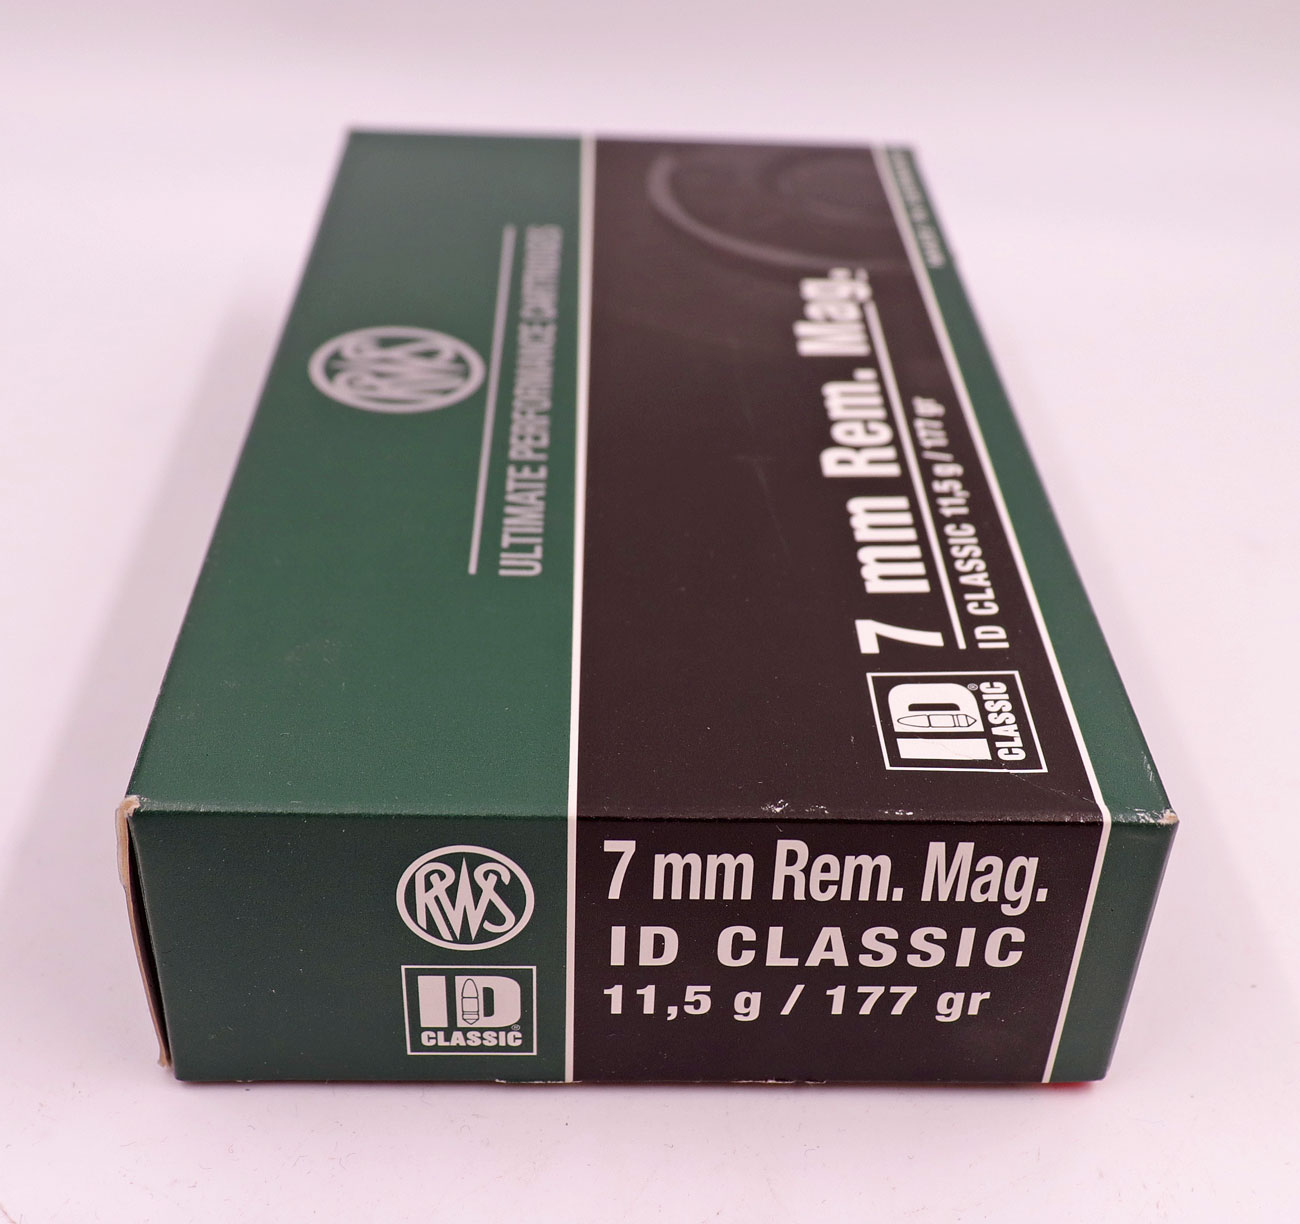 RWS
ULTIMATE PERFORMANCE CARTRIDGES
7 mm Rem. Mag.
ID CLASSIC 11,5 g / 177 gr
ID®
CLASSIC
RWS
ID®
CLASSIC
7 mm Rem. Mag.
ID CLASSIC
11,5 g / 177 gr